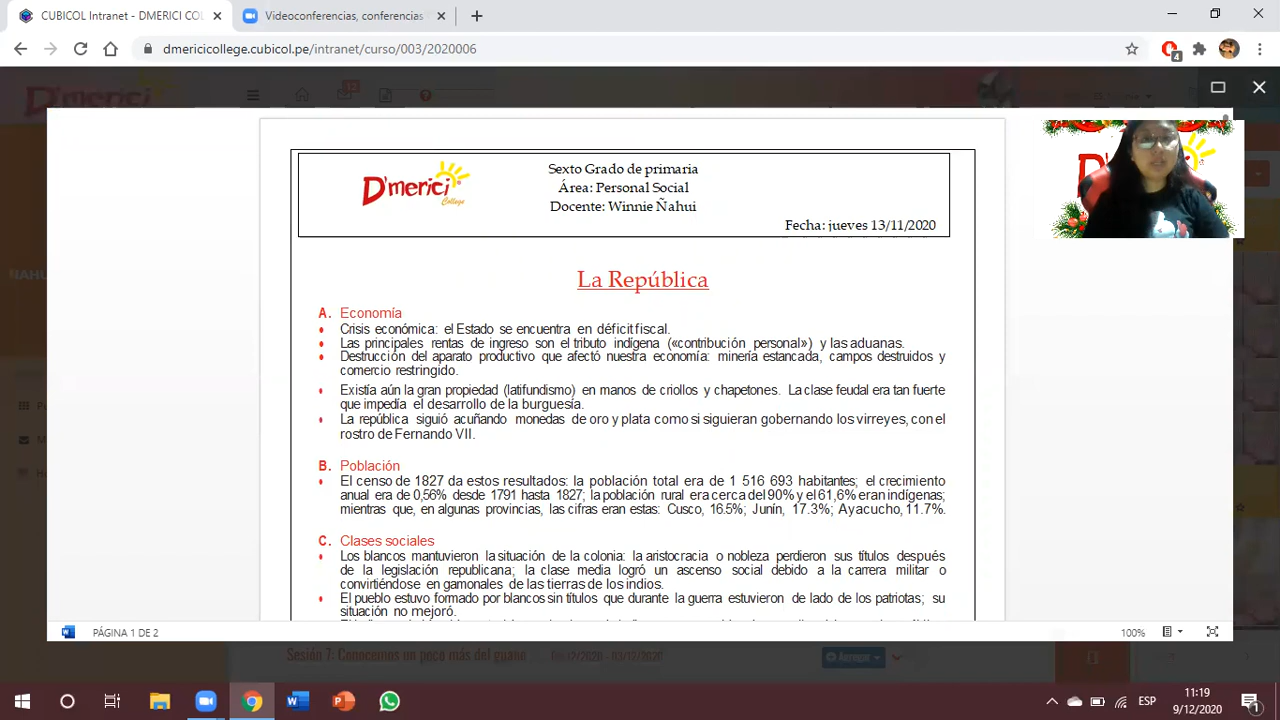 CUBICOL Intranet - DMERICI COL
Videoconferencias, conferencias
dmericicollege.cubicol.pe/intranet/curso/003/2020006
4
D'merici
12
D'merici
College
Sexto Grado de primaria
Área: Personal Social
Docente: Winnie Ñahui
Fecha: jueves 13/11/2020
La República
A. Economía
• Crisis económica: el Estado se encuentra en déficit fiscal.
• Las principales rentas de ingreso son el tributo indígena («contribución personal») y las aduanas.
• Destrucción del aparato productivo que afectó nuestra economía: minería estancada, campos destruidos y
comercio restringido.
• Existía aún la gran propiedad (latifundismo) en manos de criollos y chapetones. La clase feudal era tan fuerte
que impedía el desarrollo de la burguesía.
• La república siguió acuñando monedas de oro y plata como si siguieran gobernando los virreyes, con el
rostro de Fernando VII.
B. Población
• El censo de 1827 da estos resultados: la población total era de 1 516 693 habitantes; el crecimiento
anual era de 0,56% desde 1791 hasta 1827; la población rural era cerca del 90% y el 61,6% eran indígenas;
mientras que, en algunas provincias, las cifras eran estas: Cusco, 16.5%; Junín, 17.3%; Ayacucho, 11.7%.
C. Clases sociales
• Los blancos mantuvieron la situación de la colonia: la aristocracia o nobleza perdieron sus títulos después
de la legislación republicana; la clase media logró un ascenso social debido a la carrera militar o
convirtiéndose en gamonales de las tierras de los indios.
• El pueblo estuvo formado por blancos sin títulos que durante la guerra estuvieron de lado de los patriotas; su
situación no mejoró.
PÁGINA 1 DE 2
100%
Sesión 7: Conocemos un poco más del guano
Agregar
ESP
11:19
9/12/2020
1